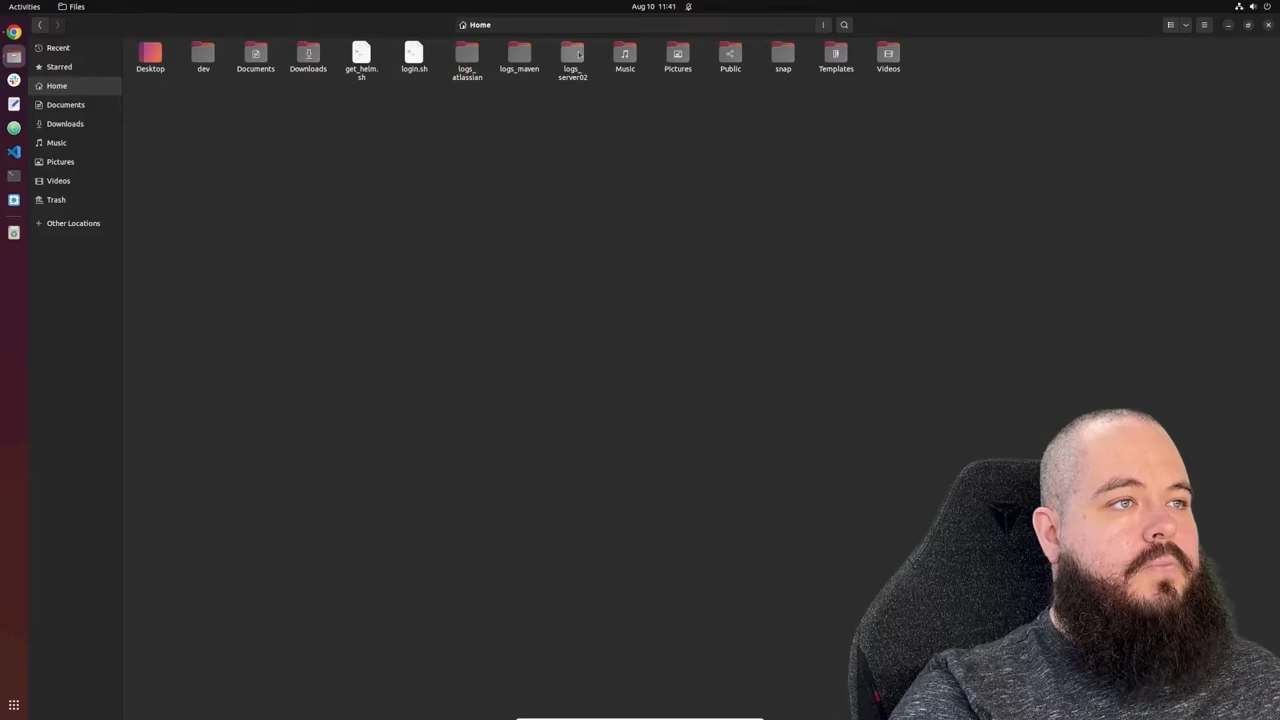 Activities
Files
Aug 10 11:41
Home
Recent
Starred
Home
Documents
Downloads
Music
Pictures
Videos
Trash
Other Locations
Desktop
dev
Documents
Downloads
get_helm.
sh
login.sh
logs_
atlassian
logs_maven
logs_
server02
Music
Pictures
Public
snap
Templates
Videos